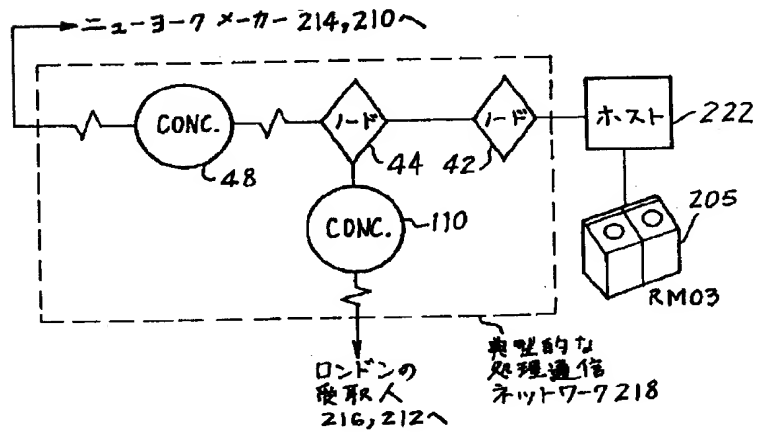 ニューヨーク メーカー 214,210へ
CONC.
48
ノード
44
ノード
42
ホスト
222
CONC.
110
205
RM03
ロンドンの
受取人
216,212へ
典型的な
処理通信
ネットワーク218